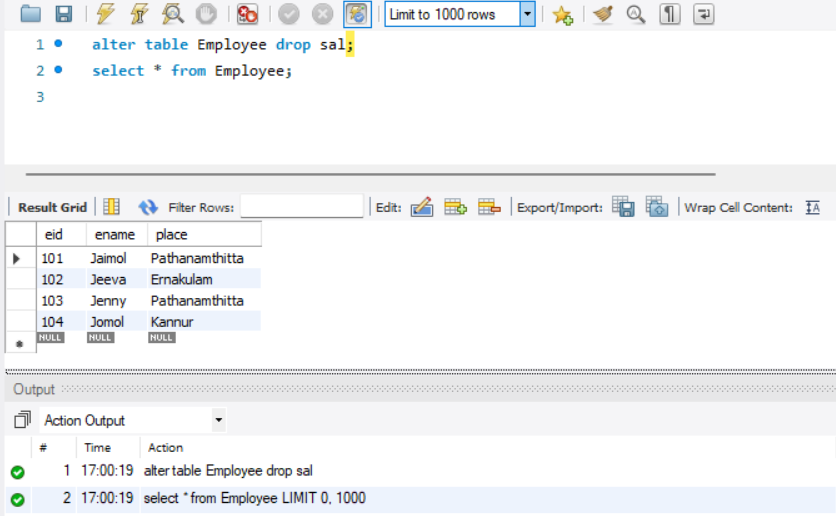 Limit to 1000 rows
1 alter table Employee drop sal;
2 select * from Employee;
3
Result Grid Filter Rows: Edit: Export/Import: Wrap Cell Content: IA
eid ename place
101 Jaimol Pathanamthitta
102 Jeeva Ernakulam
103 Jenny Pathanamthitta
104 Jomol Kannur
NULL NULL NULL
Output
Action Output
# Time Action
1 17:00:19 alter table Employee drop sal
2 17:00:19 select * from Employee LIMIT 0, 1000